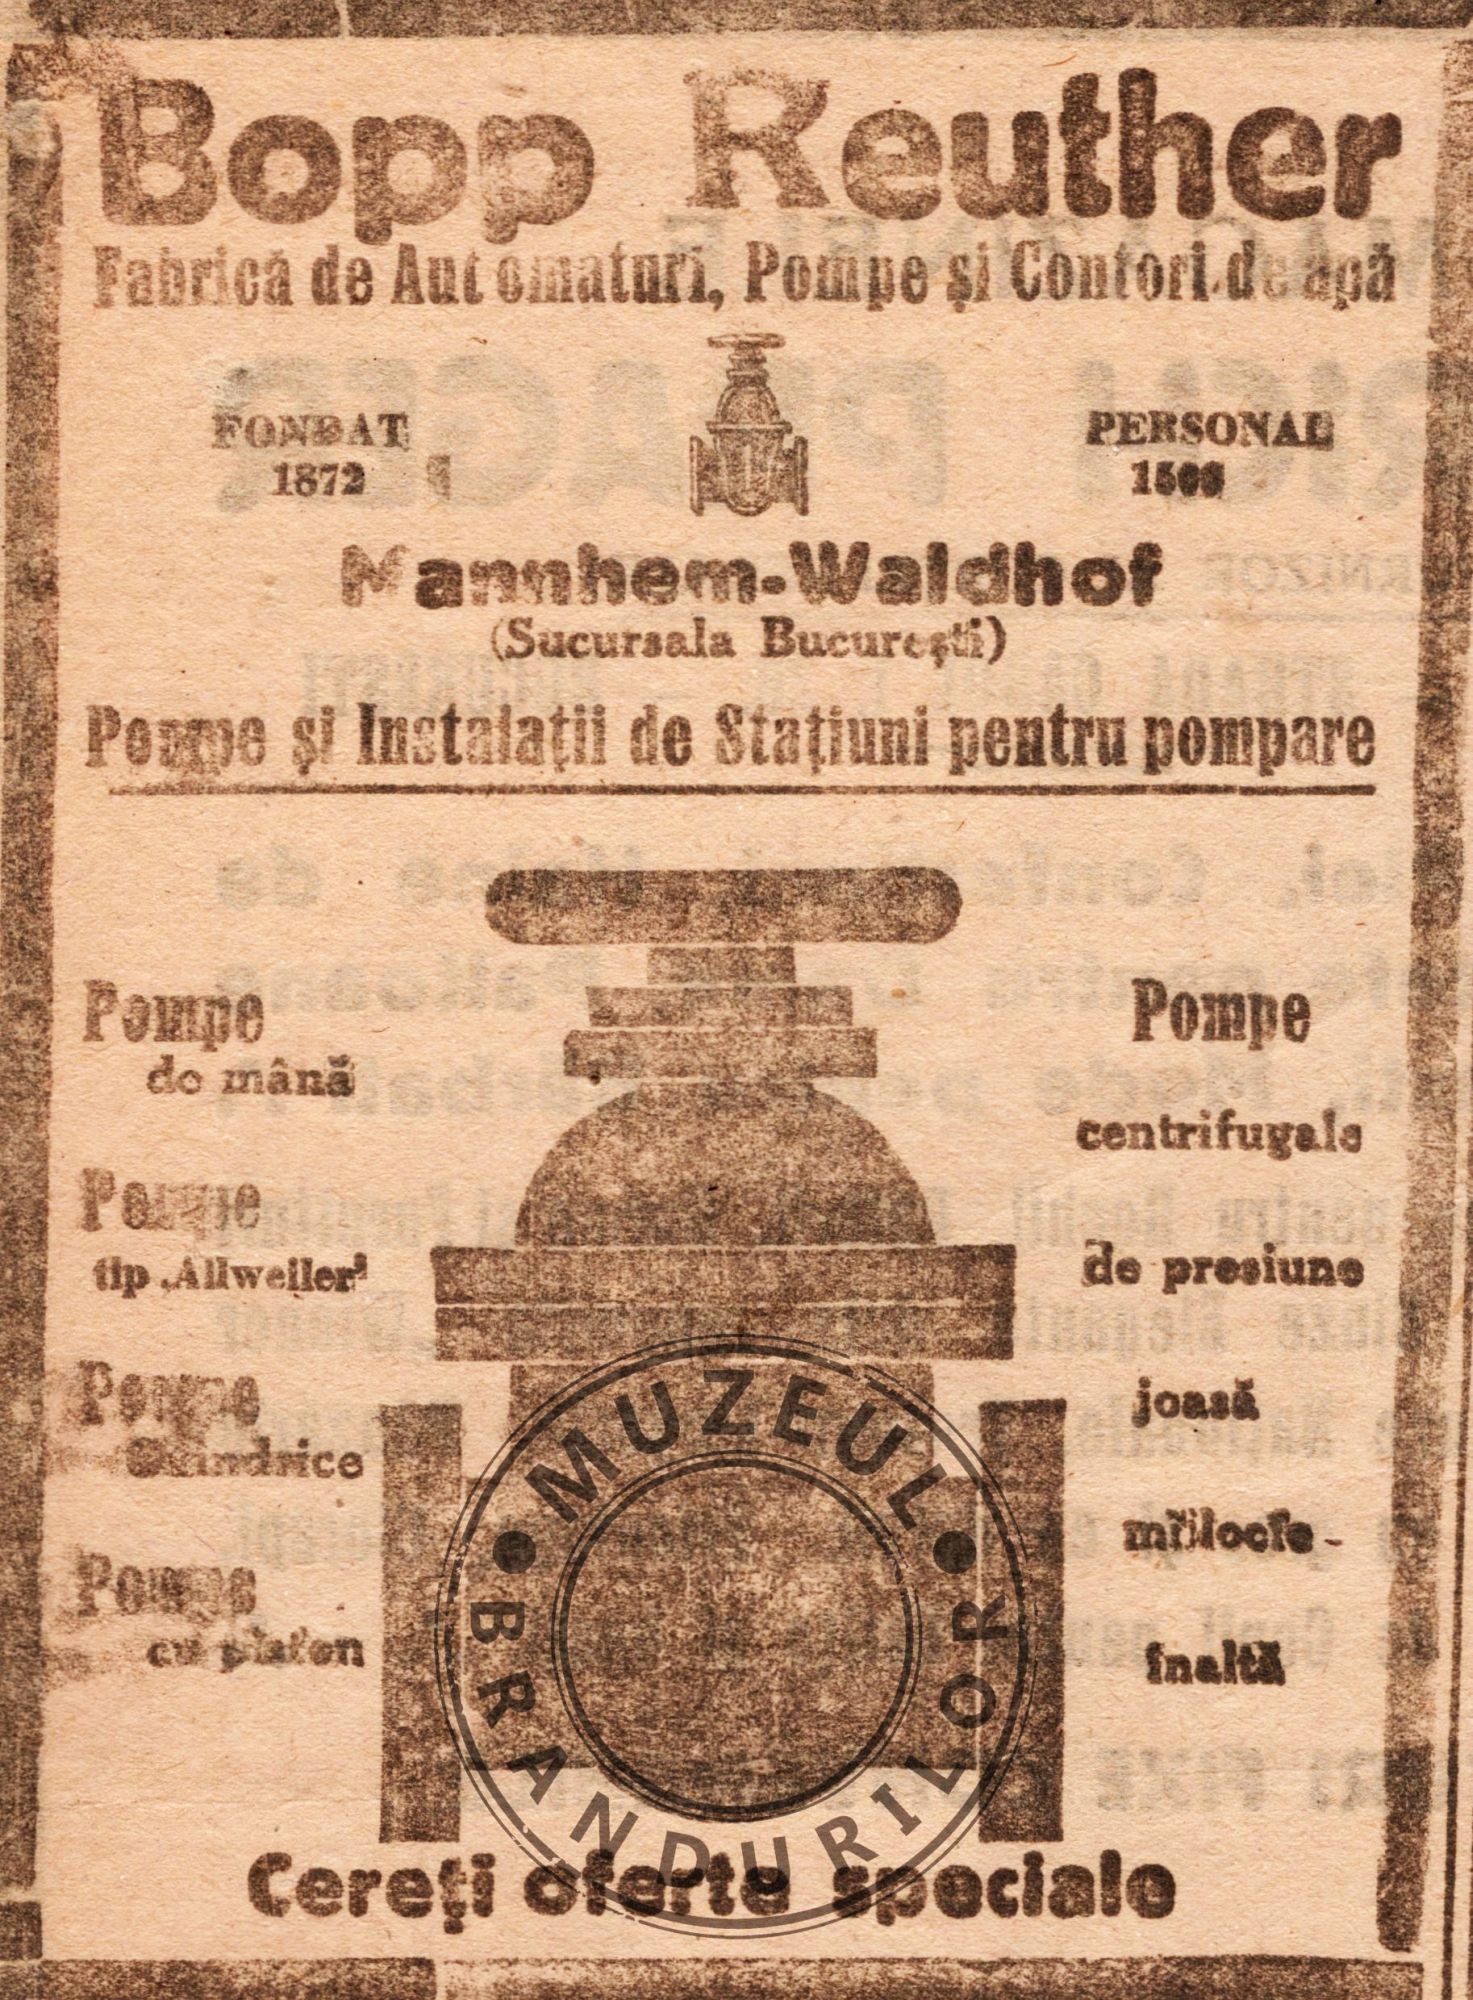 Bopp Reuther
Fabrică de Automaturi, Pompe și Contori de apă
FONDAT
1872
PERSONAL
Mannhem-Waldhof
(Sucursala București)
Pompe și Instalații de Stațiuni pentru pompare
Pompe
de mână
Pompe
tip „Allweiler”
Pompe
Pompe
cu piston
Pompe
centrifugale
de presiune
joasă
mijlocie -
înaltă
Cereți oferte speciale
MUZEUL
BRANDURILOR